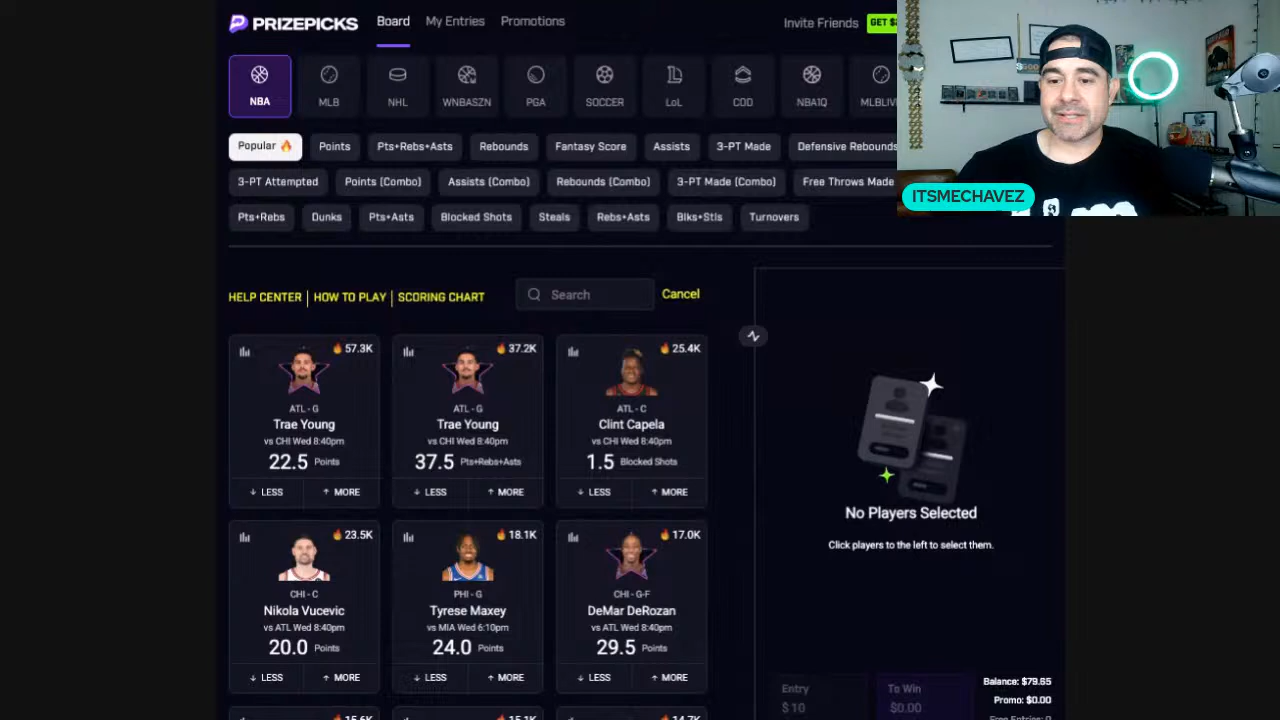 PRIZEPICKS Board My Entries Promotions Invite Friends GET
NBA MLB NHL WNBASZN PGA SOCCER LoL COD NBA1Q MLBLIV
Popular Points Pts+Rebs+Asts Rebounds Fantasy Score Assists 3-PT Made Defensive Rebounds
3-PT Attempted Points (Combo) Assists (Combo) Rebounds (Combo) 3-PT Made (Combo) Free Throws Made
Pts+Rebs Dunks Pts+Asts Blocked Shots Steals Rebs+Asts Blks+Stls Turnovers
ITSMECHAVEZ
HELP CENTER | HOW TO PLAY | SCORING CHART Search Cancel
57.3K 37.2K 25.4K
ATL - G ATL - G ATL - C
Trae Young Trae Young Clint Capela
vs CHI Wed 8:40pm vs CHI Wed 8:40pm vs CHI Wed 8:40pm
22.5 Points 37.5 Pts+Rebs+Asts 1.5 Blocked Shots
LESS MORE LESS MORE LESS MORE
23.5K 18.1K 17.0K
CHI - C PHI - G CHI - G-F
Nikola Vucevic Tyrese Maxey DeMar DeRozan
vs ATL Wed 8:40pm vs MIA Wed 6:10pm vs ATL Wed 8:40pm
20.0 Points 24.0 Points 29.5 Points
LESS MORE LESS MORE LESS MORE
No Players Selected
Click players to the left to select them.
Entry To Win Balance: $79.65
$10 $0.00 Promo: $0.00